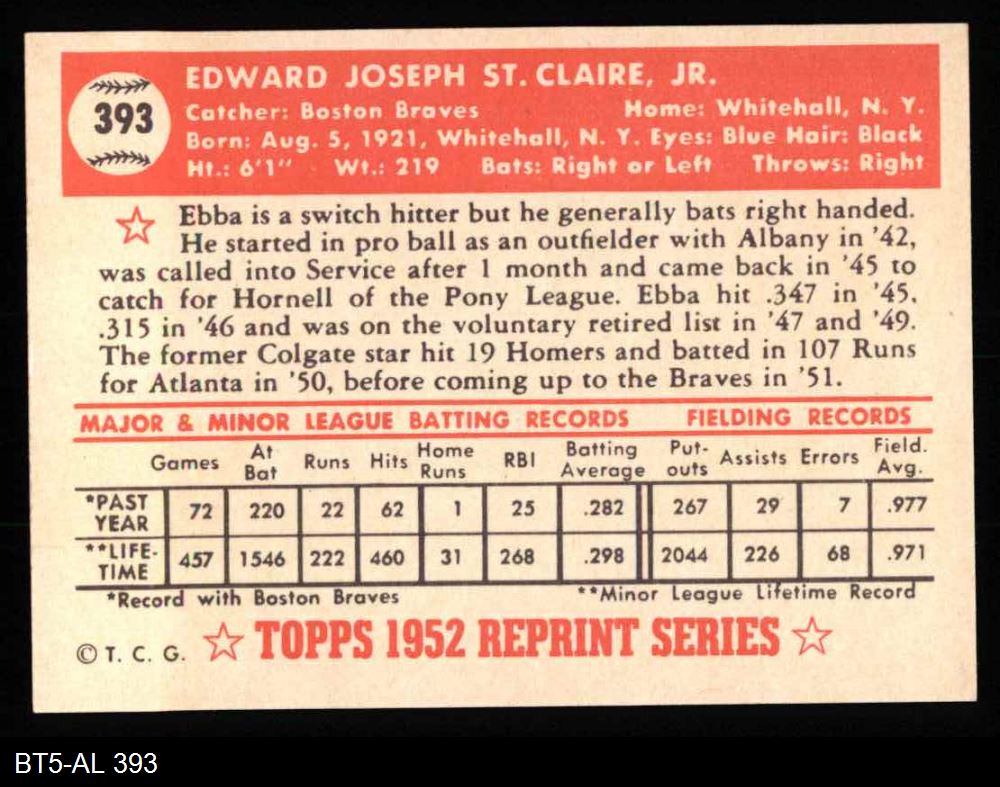 393
EDWARD JOSEPH ST. CLAIRE, JR.
Catcher: Boston Braves Home: Whitehall, N. Y.
Born: Aug. 5, 1921, Whitehall, N. Y. Eyes: Blue Hair: Black
Ht.: 6'1" Wt.: 219 Bats: Right or Left Throws: Right
Ebba is a switch hitter but he generally bats right handed.
He started in pro ball as an outfielder with Albany in '42,
was called into Service after 1 month and came back in '45 to
catch for Hornell of the Pony League. Ebba hit .347 in '45,
.315 in '46 and was on the voluntary retired list in '47 and '49.
The former Colgate star hit 19 Homers and batted in 107 Runs
for Atlanta in '50, before coming up to the Braves in '51.
MAJOR & MINOR LEAGUE BATTING RECORDS FIELDING RECORDS
Games At Bat Runs Hits Home Runs RBI Batting Average Put-outs Assists Errors Field. Avg.
*PAST YEAR 72 220 22 62 1 25 .282 267 29 7 .977
**LIFE-TIME 457 1546 222 460 31 268 .298 2044 226 68 .971
*Record with Boston Braves **Minor League Lifetime Record
© T. C. G. ☆ TOPPS 1952 REPRINT SERIES ☆
BT5-AL 393